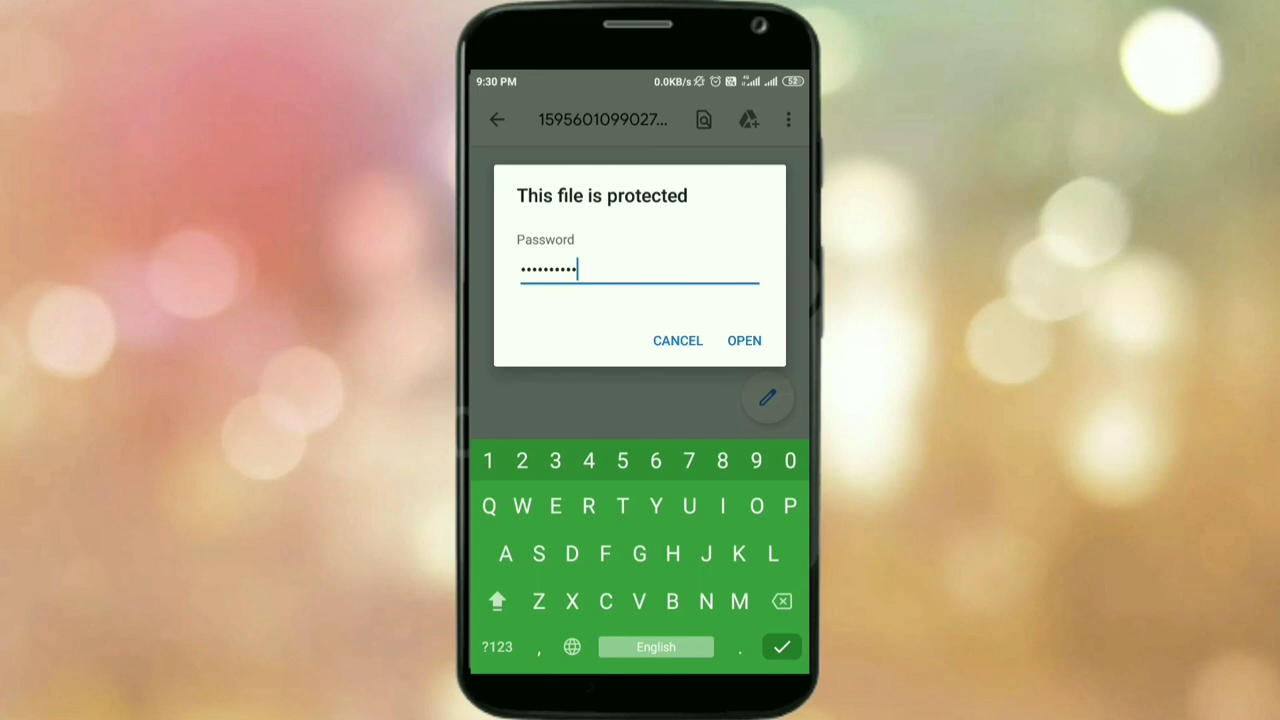 9:30 PM 0.0KB/s 4G 52
1595601099027...
This file is protected
Password
••••••••••
CANCEL OPEN
1 2 3 4 5 6 7 8 9 0
Q W E R T Y U I O P
A S D F G H J K L
Z X C V B N M
?123 , English .